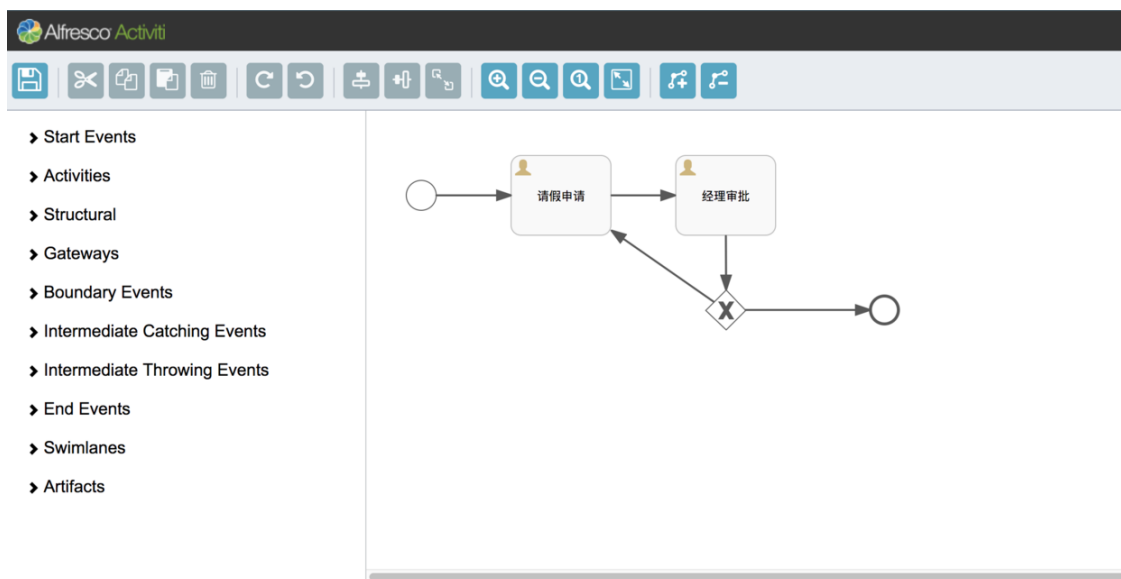 Alfresco Activiti
Start Events
Activities
Structural
Gateways
Boundary Events
Intermediate Catching Events
Intermediate Throwing Events
End Events
Swimlanes
Artifacts
请假申请
经理审批
X